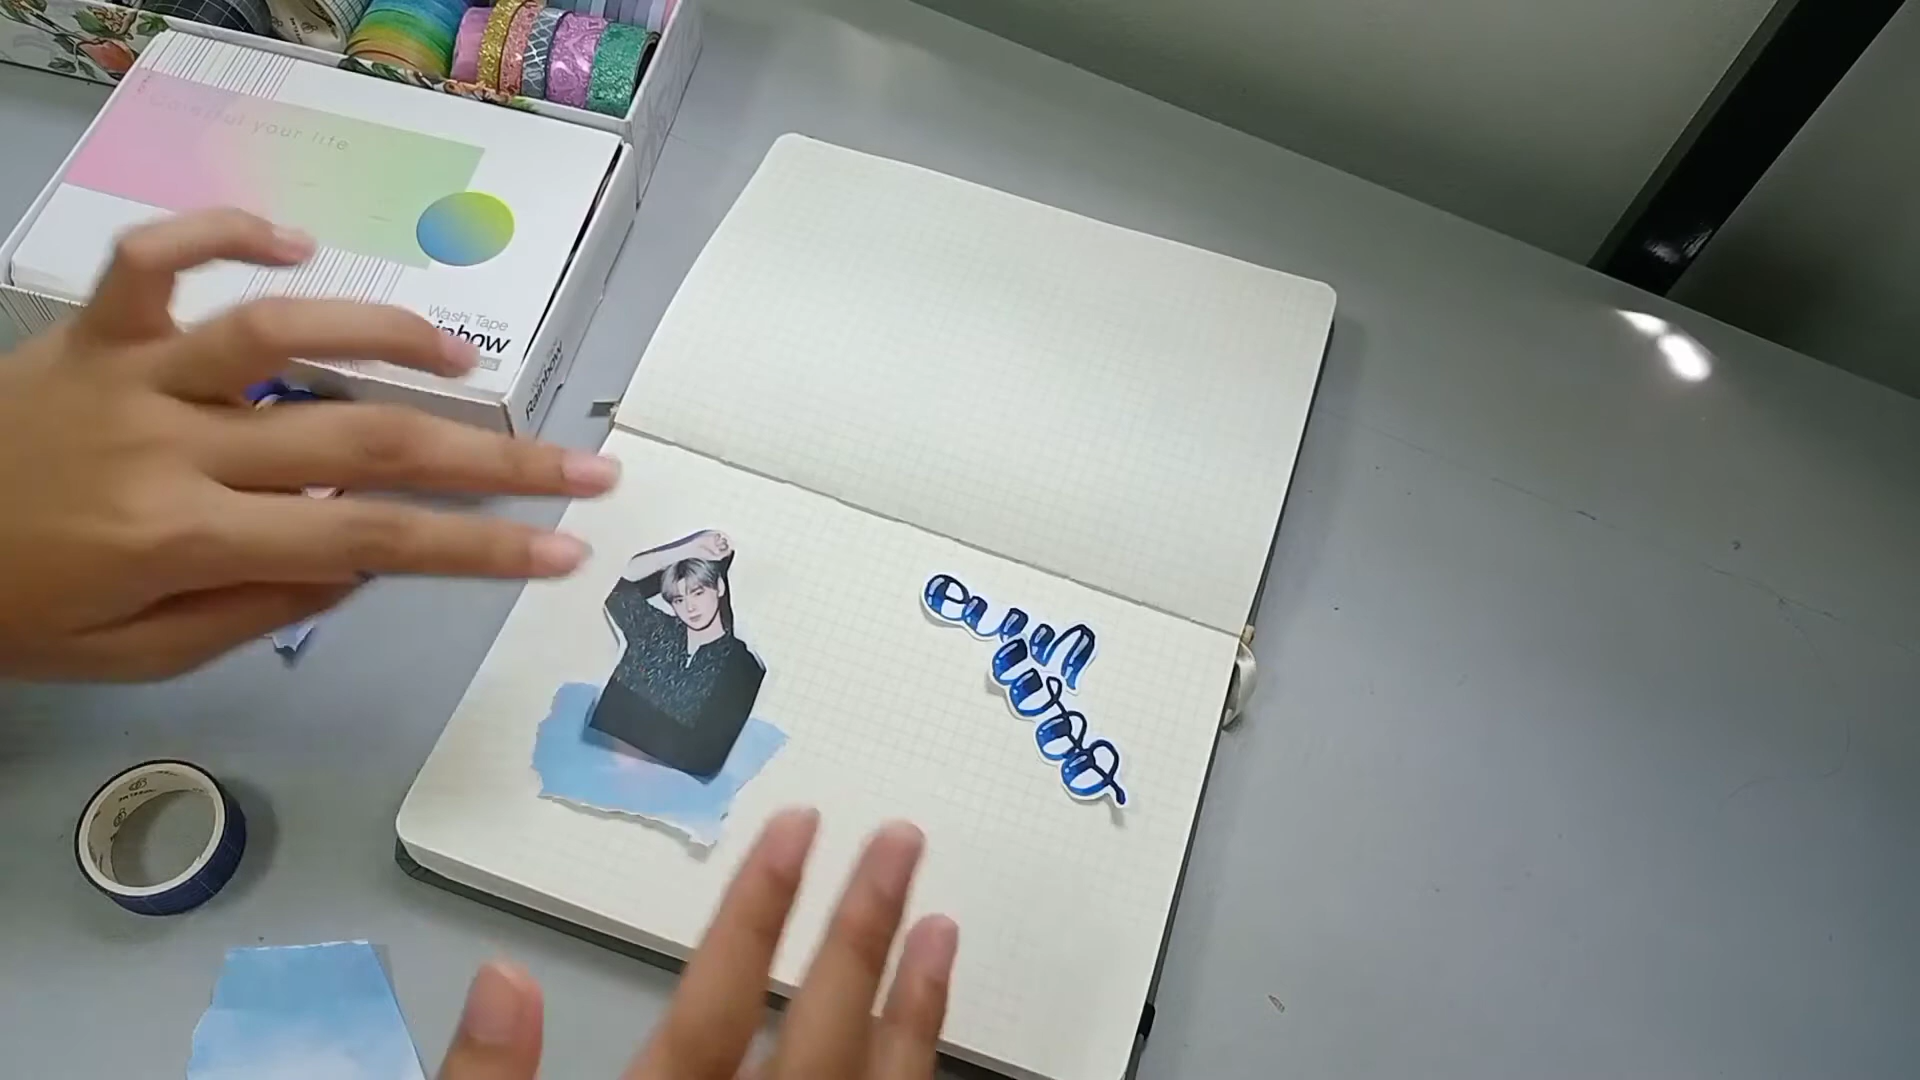 Colorful your life
Washi Tape
Rainbow
eun
woo